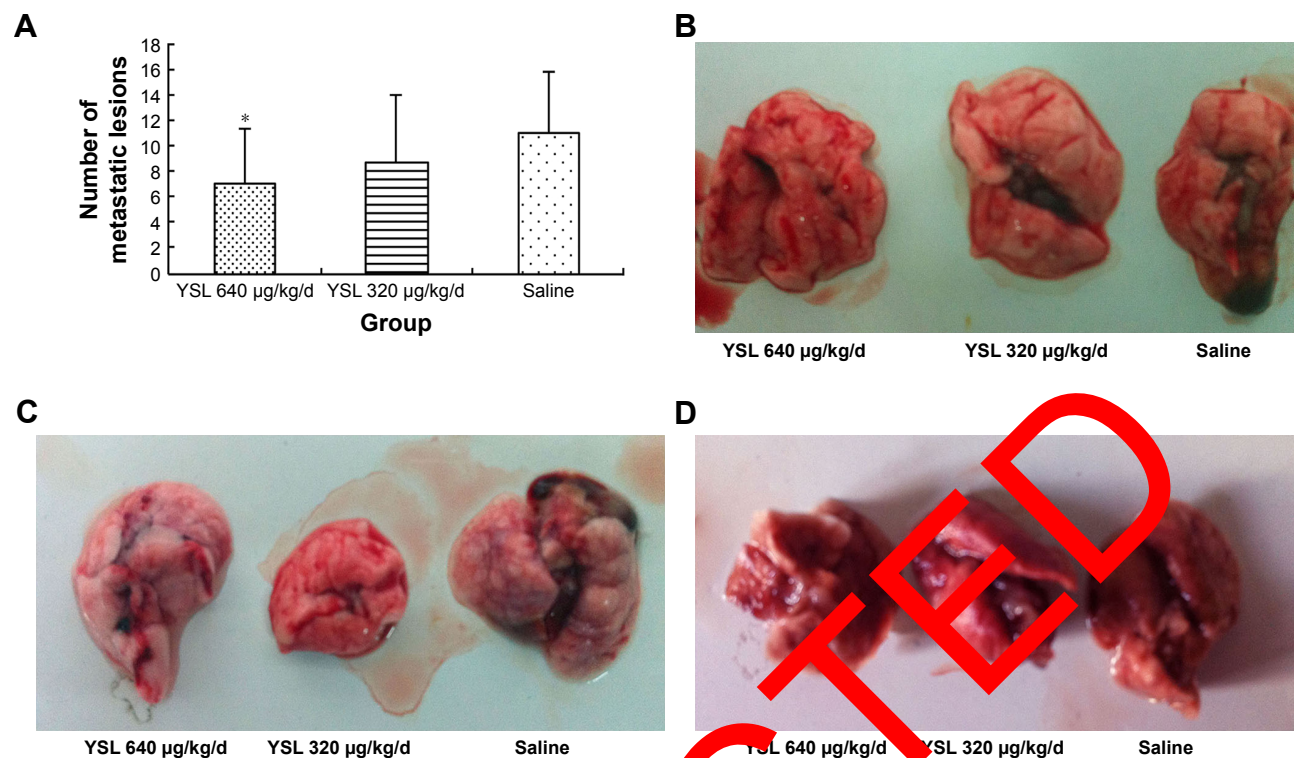 A
18
16
14
12
10
8
6
4
2
0
Number of
metastatic lesions
*
YSL 640 µg/kg/d YSL 320 µg/kg/d Saline
Group
B
YSL 640 µg/kg/d YSL 320 µg/kg/d Saline
C
YSL 640 µg/kg/d YSL 320 µg/kg/d Saline
D
YSL 640 µg/kg/d YSL 320 µg/kg/d Saline
CTED